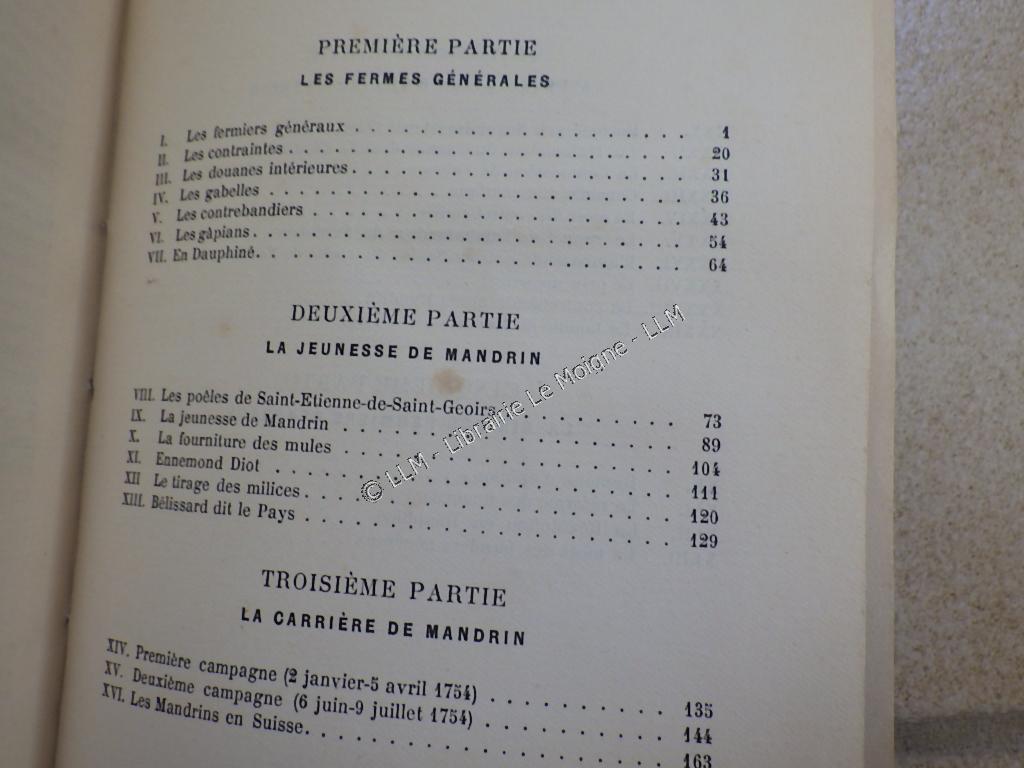 PREMIÈRE PARTIE
LES FERMES GÉNÉRALES
I. Les fermiers généraux . . . . . . . . . . . . . . . . 1
II. Les contraintes . . . . . . . . . . . . . . . . . . . 20
III. Les douanes intérieures . . . . . . . . . . . . . . . 31
IV. Les gabelles . . . . . . . . . . . . . . . . . . . . 36
V. Les contrebandiers . . . . . . . . . . . . . . . . . . 43
VI. Les gâpians . . . . . . . . . . . . . . . . . . . . . 54
VII. En Dauphiné. . . . . . . . . . . . . . . . . . . . . 64
DEUXIÈME PARTIE
LA JEUNESSE DE MANDRIN
VIII. Les poêles de Saint-Etienne-de-Saint-Geoirs. . . . . . . . 73
IX. La jeunesse de Mandrin . . . . . . . . . . . . . . . . 89
X. La fourniture des mules . . . . . . . . . . . . . . . . 104
XI. Ennemond Diot . . . . . . . . . . . . . . . . . . . . 111
XII Le tirage des milices . . . . . . . . . . . . . . . . . 120
XIII. Bélissard dit le Pays . . . . . . . . . . . . . . . . 129
TROISIÈME PARTIE
LA CARRIÈRE DE MANDRIN
XIV. Première campagne (2 janvier-5 avril 1754) . . . . . . . . 135
XV. Deuxième campagne (6 juin-9 juillet 1754) . . . . . . . . 144
XVI. Les Mandrins en Suisse. . . . . . . . . . . . . . . . 163
© LLM - Librairie Le Moigne - LLM